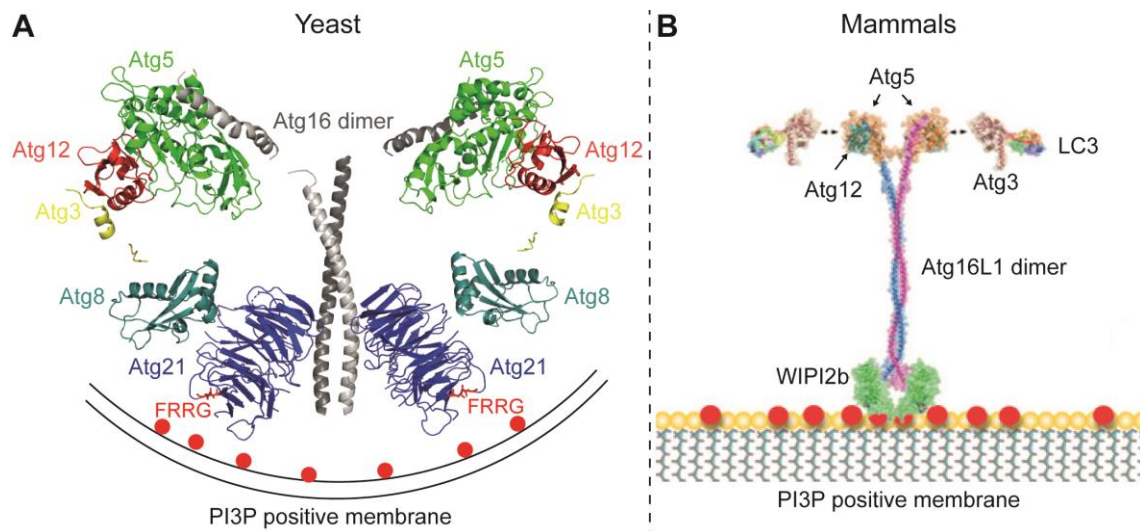 A
Yeast
Atg5
Atg5
Atg16 dimer
Atg12
Atg12
Atg3
Atg3
Atg8
Atg8
Atg21
Atg21
FRRG
FRRG
PI3P positive membrane
B
Mammals
Atg5
LC3
Atg12
Atg3
Atg16L1 dimer
WIPI2b
PI3P positive membrane